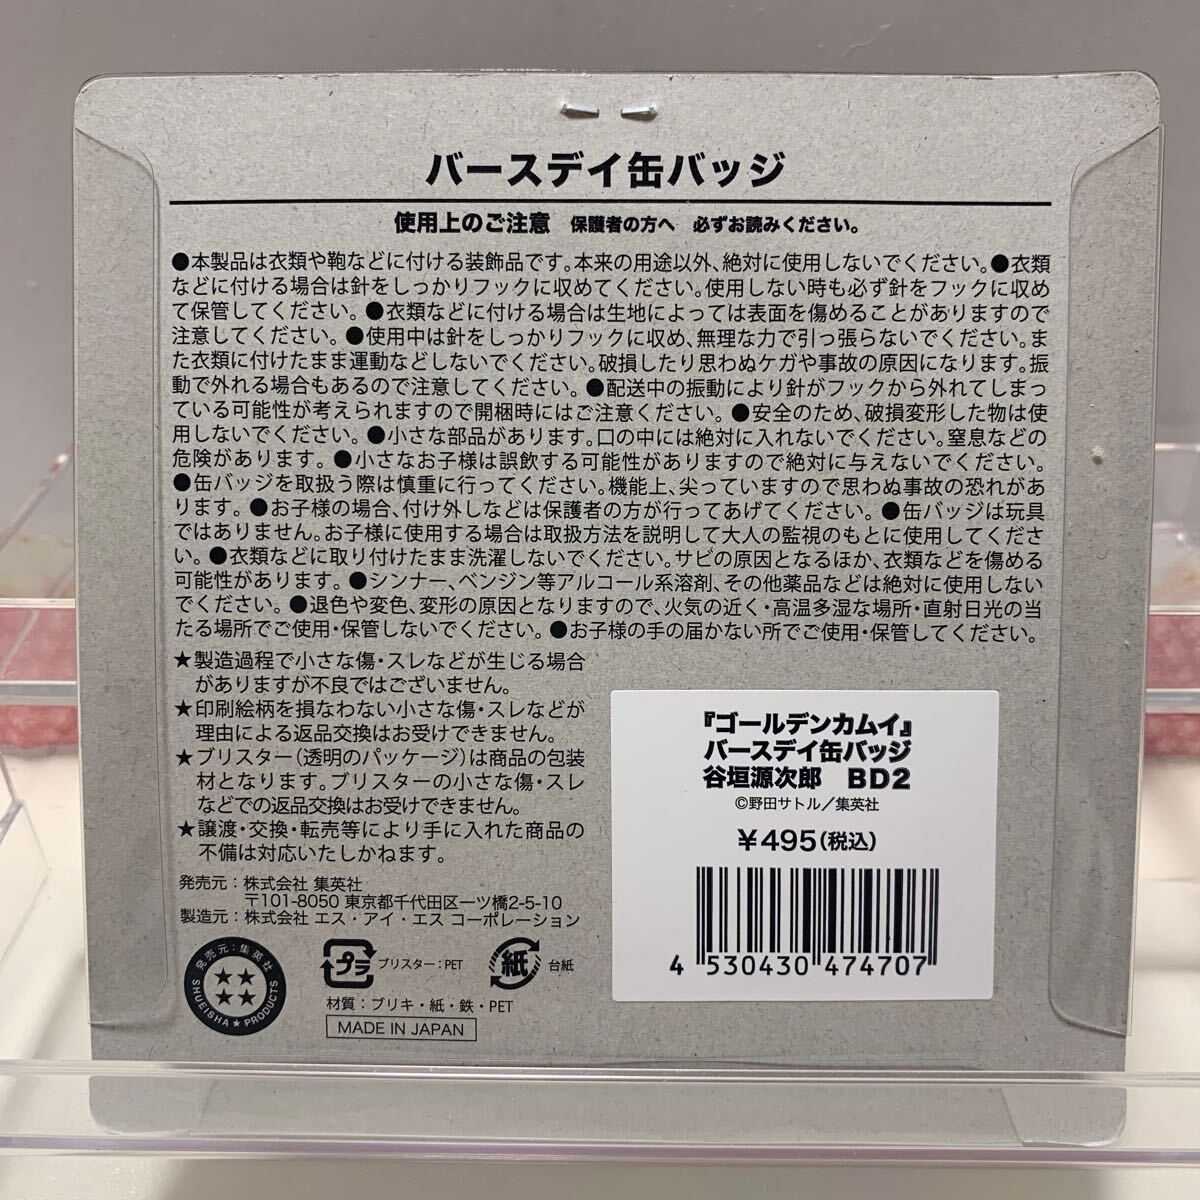 バースデイ缶バッジ
使用上のご注意　保護者の方へ　必ずお読みください。
●本製品は衣類や鞄などに付ける装飾品です。本来の用途以外、絶対に使用しないでください。●衣類
などに付ける場合は針をしっかりフックに収めてください。使用しない時も必ず針をフックに収め
て保管してください。●衣類などに付ける場合は生地によっては表面を傷めることがありますので
注意してください。●使用中は針をしっかりフックに収め、無理な力で引っ張らないでください。ま
た衣類に付けたまま運動などしないでください。破損したり思わぬケガや事故の原因になります。振
動で外れる場合もあるので注意してください。●配送中の振動により針がフックから外れてしまっ
ている可能性が考えられますので開梱時にはご注意ください。●安全のため、破損変形した物は使
用しないでください。●小さな部品があります。口の中には絶対に入れないでください。窒息などの
危険があります。●小さなお子様は誤飲する可能性がありますので絶対に与えないでください。
●缶バッジを取扱う際は慎重に行ってください。機能上、尖っていますので思わぬ事故の恐れがあ
ります。●お子様の場合、付け外しなどは保護者の方が行ってあげてください。●缶バッジは玩具
ではありません。お子様に使用する場合は取扱方法を説明して大人の監視のもとに使用してくださ
い。●衣類などに取り付けたまま洗濯しないでください。サビの原因となるほか、衣類などを傷める
可能性があります。●シンナー、ベンジン等アルコール系溶剤、その他薬品などは絶対に使用しない
でください。●退色や変色、変形の原因となりますので、火気の近く・高温多湿な場所・直射日光の当
たる場所でご使用・保管しないでください。●お子様の手の届かない所でご使用・保管してください。
★製造過程で小さな傷・スレなどが生じる場合
がありますが不良ではございません。
★印刷絵柄を損なわない小さな傷・スレなどが
理由による返品交換はお受けできません。
★ブリスター（透明のパッケージ）は商品の包装
材となります。ブリスターの小さな傷・スレ
などでの返品交換はお受けできません。
★譲渡・交換・転売等により手に入れた商品の
不備は対応いたしかねます。
発売元：株式会社 集英社
〒101-8050 東京都千代田区一ツ橋2-5-10
製造元：株式会社 エス・アイ・エス コーポレーション
発売元：集英社
SHUEISHA★PRODUCTS
プラ
ブリスター：PET
紙
台紙
材質：ブリキ・紙・鉄・PET
MADE IN JAPAN
『ゴールデンカムイ』
バースデイ缶バッジ
谷垣源次郎　BD2
©野田サトル／集英社
￥495（税込）
4 530430 474707